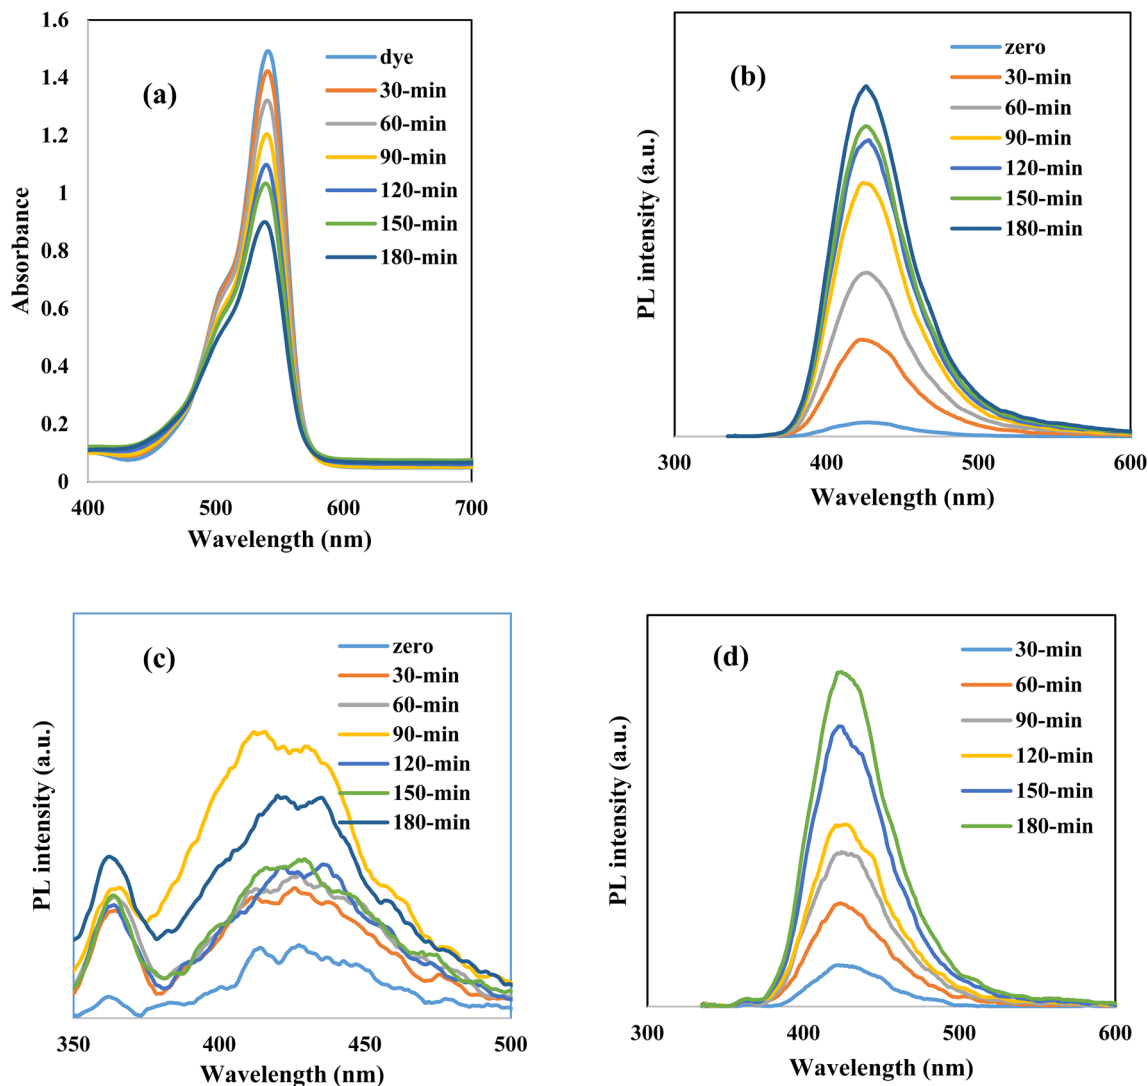 (a)
Absorbance
1.6
1.4
1.2
1
0.8
0.6
0.4
0.2
0
dye
30-min
60-min
90-min
120-min
150-min
180-min
400
500
600
700
Wavelength (nm)
(b)
PL intensity (a.u.)
zero
30-min
60-min
90-min
120-min
150-min
180-min
300
400
500
600
Wavelength (nm)
(c)
PL intensity (a.u.)
zero
30-min
60-min
90-min
120-min
150-min
180-min
350
400
450
500
Wavelength (nm)
(d)
PL intensity (a.u.)
30-min
60-min
90-min
120-min
150-min
180-min
300
400
500
600
Wavelength (nm)